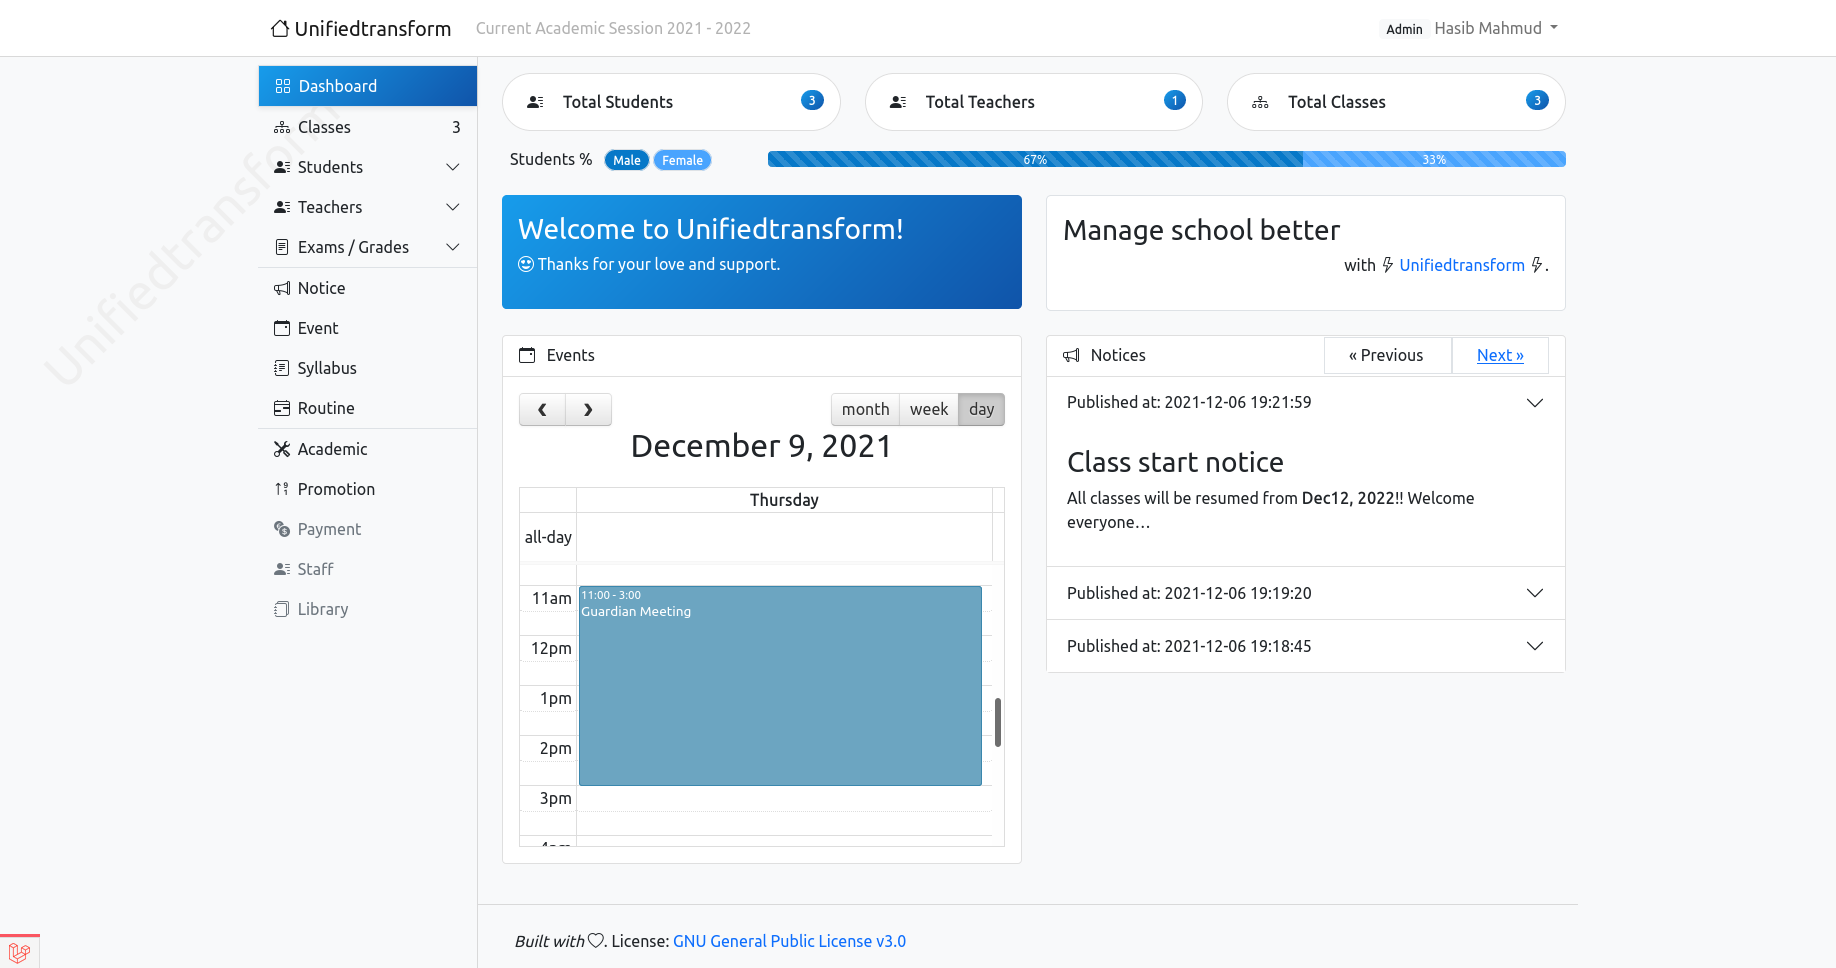 Unifiedtransform
Current Academic Session 2021 - 2022
Admin Hasib Mahmud
Dashboard
Classes 3
Students
Teachers
Exams / Grades
Notice
Event
Syllabus
Routine
Academic
Promotion
Payment
Staff
Library
Unifiedtransform
Total Students 3
Total Teachers 1
Total Classes 3
Students % Male Female 67% 33%
Welcome to Unifiedtransform!
Thanks for your love and support.
Manage school better
with Unifiedtransform .
Events
month week day
December 9, 2021
Thursday
all-day
11am
11:00 - 3:00
Guardian Meeting
12pm
1pm
2pm
3pm
Notices
« Previous Next »
Published at: 2021-12-06 19:21:59
Class start notice
All classes will be resumed from Dec12, 2022!! Welcome
everyone…
Published at: 2021-12-06 19:19:20
Published at: 2021-12-06 19:18:45
Built with . License: GNU General Public License v3.0